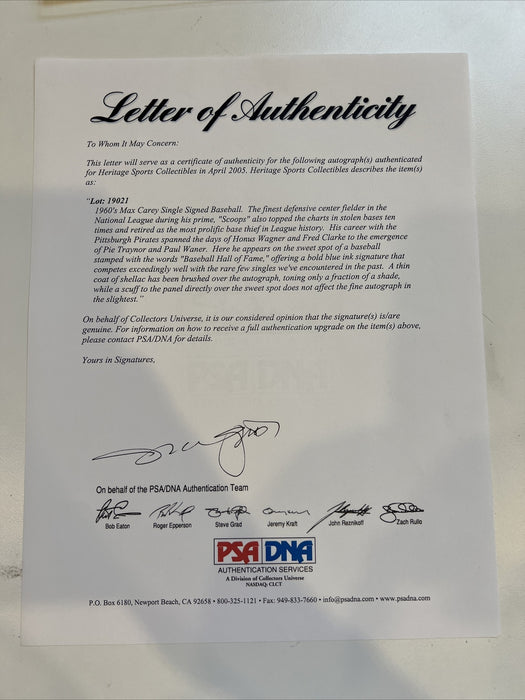 Letter of Authenticity
To Whom It May Concern:
This letter will serve as a certificate of authenticity for the following autograph(s) authenticated
for Heritage Sports Collectibles in April 2005. Heritage Sports Collectibles describes the item(s)
as:
"Lot: 19021
1960's Max Carey Single Signed Baseball. The finest defensive center fielder in the
National League during his prime, "Scoops" also topped the charts in stolen bases ten
times and retired as the most prolific base thief in League history. His career with the
Pittsburgh Pirates spanned the days of Honus Wagner and Fred Clarke to the emergence
of Pie Traynor and Paul Waner. Here he appears on the sweet spot of a baseball
stamped with the words "Baseball Hall of Fame," offering a bold blue ink signature that
competes exceedingly well with the rare few singles we've encountered in the past. A thin
coat of shellac has been brushed over the autograph, toning only a fraction of a shade,
while a scuff to the panel directly over the sweet spot does not affect the fine autograph in
the slightest."
On behalf of Collectors Universe, it is our considered opinion that the signature(s) is/are
genuine. For information on how to receive a full authentication upgrade on the item(s) above,
please contact PSA/DNA for details.
Yours in Signatures,
On behalf of the PSA/DNA Authentication Team
Bob Eaton Roger Epperson Steve Grad Jeremy Kraft John Reznikoff Zach Rullo
PSA DNA
AUTHENTICATION SERVICES
A Division of Collectors Universe
NASDAQ: CLCT
P.O. Box 6180, Newport Beach, CA 92658 • 800-325-1121 • Fax: 949-833-7660 • info@psadna.com • www.psadna.com